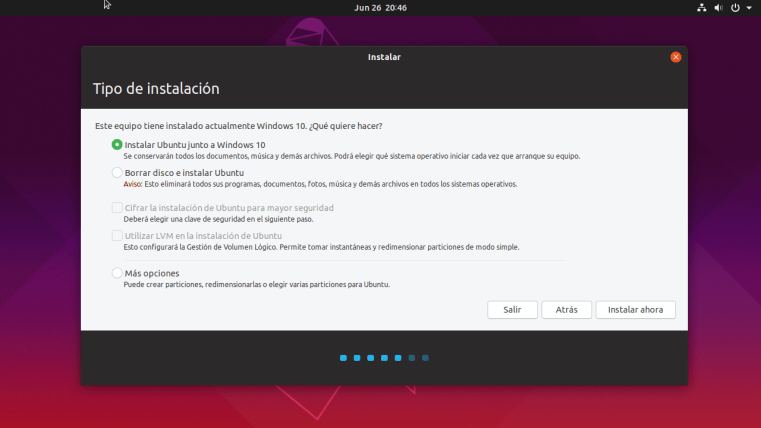 Jun 26 20:46
Instalar
Tipo de instalación
Este equipo tiene instalado actualmente Windows 10. ¿Qué quiere hacer?
Instalar Ubuntu junto a Windows 10
Se conservarán todos los documentos, música y demás archivos. Podrá elegir qué sistema operativo iniciar cada vez que arranque su equipo.
Borrar disco e instalar Ubuntu
Aviso: Esto eliminará todos sus programas, documentos, fotos, música y demás archivos en todos los sistemas operativos.
Cifrar la instalación de Ubuntu para mayor seguridad
Deberá elegir una clave de seguridad en el siguiente paso.
Utilizar LVM en la instalación de Ubuntu
Esto configurará la Gestión de Volumen Lógico. Permite tomar instantáneas y redimensionar particiones de modo simple.
Más opciones
Puede crear particiones, redimensionarlas o elegir varias particiones para Ubuntu.
Salir Atrás Instalar ahora